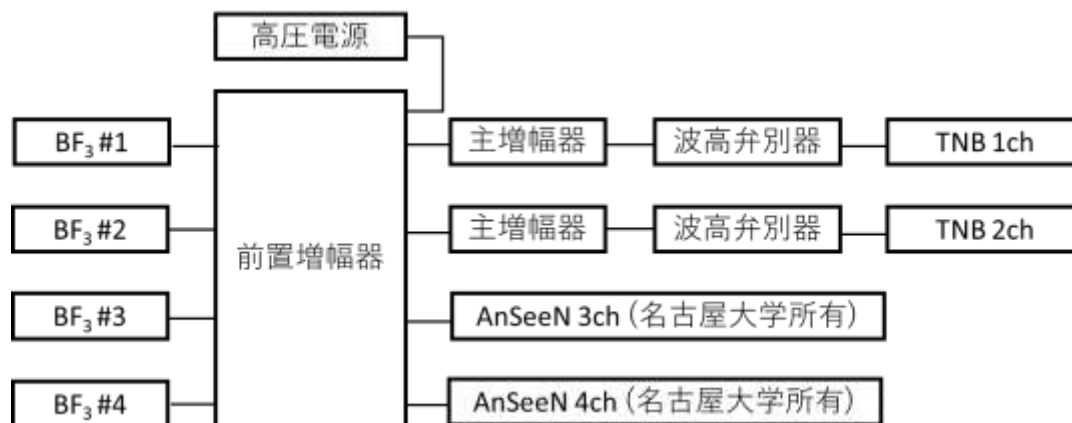 高圧電源
BF₃ #1
主増幅器
波高弁別器
TNB 1ch
BF₃ #2
主増幅器
波高弁別器
TNB 2ch
前置増幅器
BF₃ #3
AnSeeN 3ch (名古屋大学所有)
BF₃ #4
AnSeeN 4ch (名古屋大学所有)